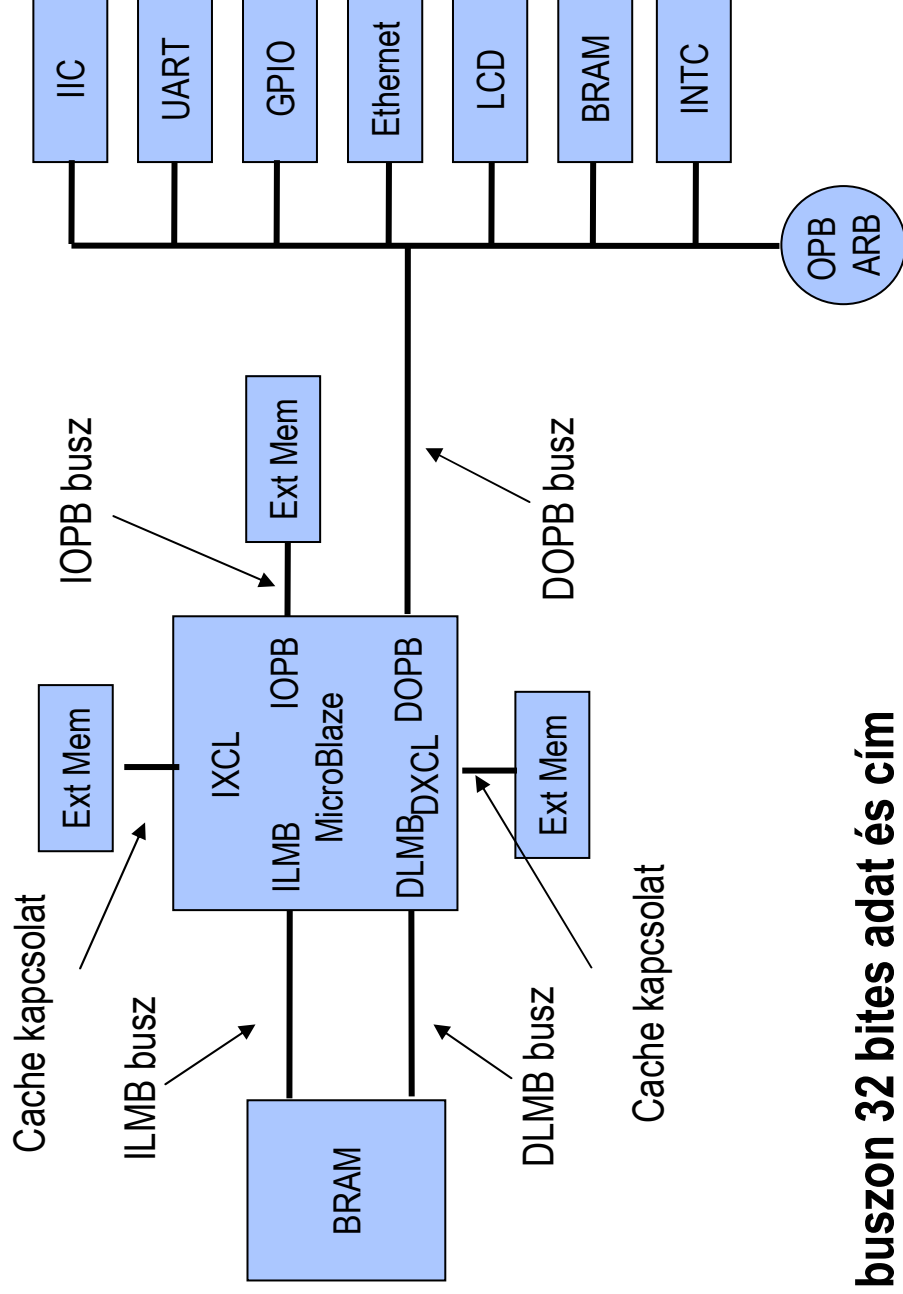 Cache kapcsolat
Ext Mem
ILMB busz
IOPB busz
BRAM
IXCL
ILMB
IOPB
MicroBlaze
DLMB
DXCL
DOPB
Ext Mem
DLMB busz
Cache kapcsolat
Ext Mem
DOPB busz
IIC
UART
GPIO
Ethernet
LCD
BRAM
INTC
OPB
ARB
buszon 32 bites adat és cím